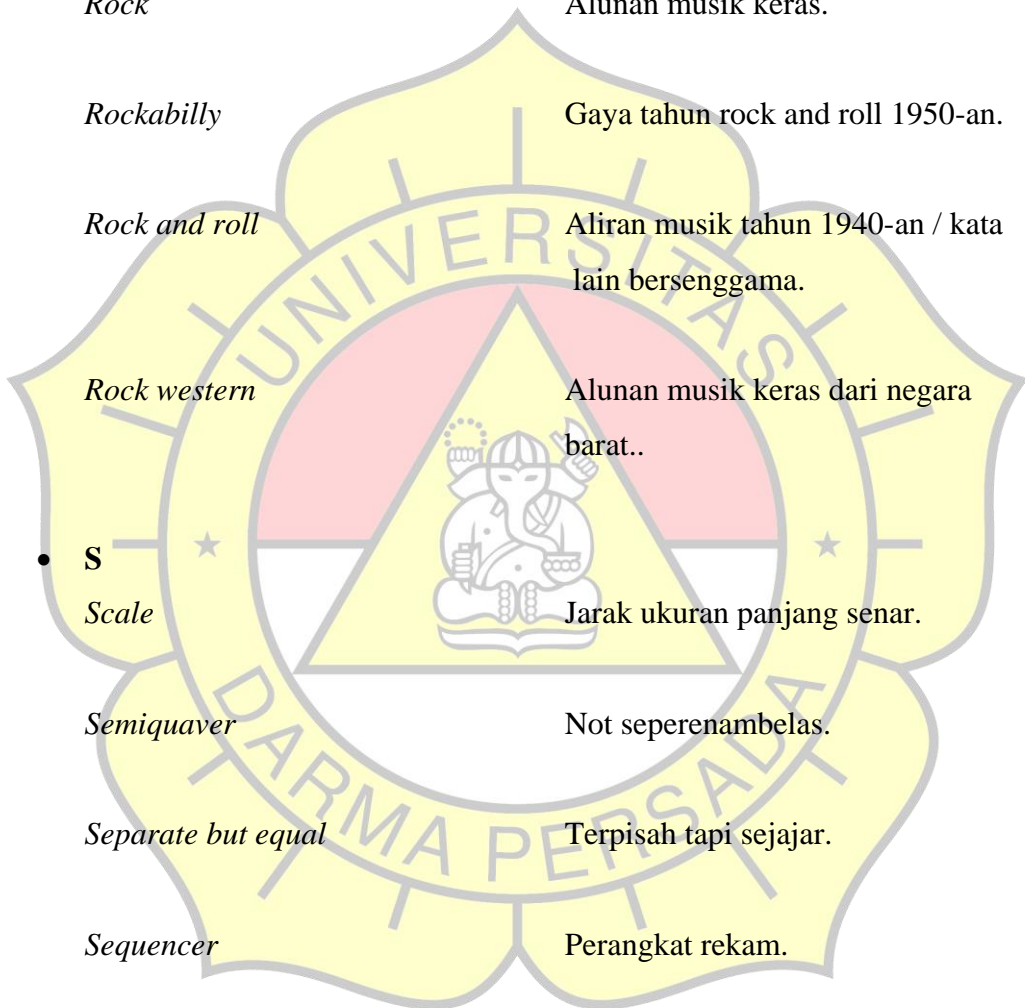 Rock Alunan musik keras.
Rockabilly Gaya tahun rock and roll 1950-an.
Rock and roll Aliran musik tahun 1940-an / kata
lain bersenggama.
Rock western Alunan musik keras dari negara
barat..
• S
Scale Jarak ukuran panjang senar.
Semiquaver Not seperenambelas.
Separate but equal Terpisah tapi sejajar.
Sequencer Perangkat rekam.
UNIVERSITAS
DARMA PERSADA